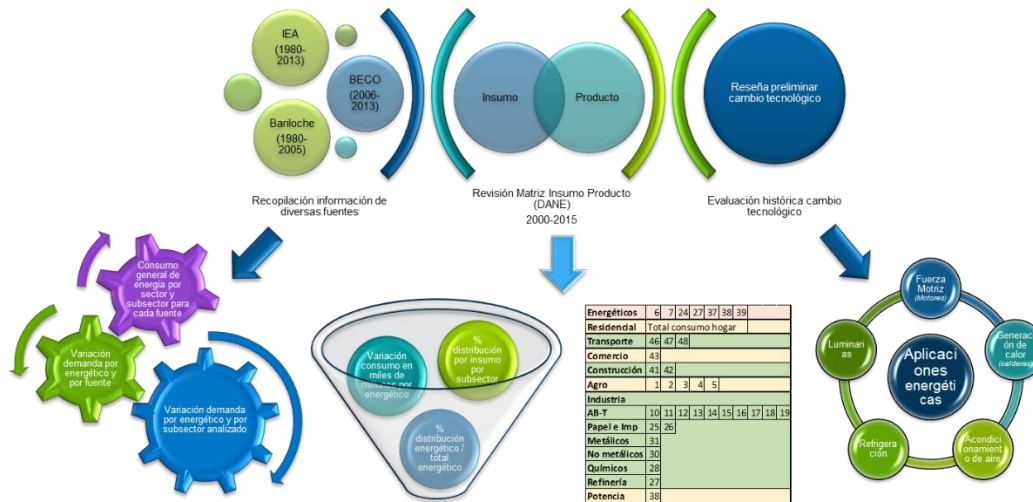 IEA
(1980-
2013)
BECO
(2006-
2013)
Bariloche
(1980-
2005)
Insumo
Producto
Reseña preliminar
cambio tecnológico
Recopilación información de
diversas fuentes
Revisión Matriz Insumo Producto
(DANE)
2000-2015
Evaluación histórica cambio
tecnológico
Consumo
general de
energía por
sector y
subsector para
cada fuente
Variación
demanda por
energético y
por fuente
Variación demanda
por energético y por
subsector analizado
Variación
consumo en
miles de
millones por
energético
%
distribución
por insumo por
subsector
%
distribución
energético /
total
energético
Energéticos 6 7 24 27 37 38 39
Residencial Total consumo hogar
Transporte 46 47 48
Comercio 43
Construcción 41 42
Agro 1 2 3 4 5
Industria
AB-T 10 11 12 13 14 15 16 17 18 19
Papel e Imp 25 26
Metálicos 31
No metálicos 30
Químicos 28
Refinería 27
Potencia 38
Fuerza
Motriz
(Motores)
Generaci
ón de
calor
(calderas)
Acondici
onamient
o de aire
Refriger
ación
Luminari
as
Aplicaci
ones
energéti
cas